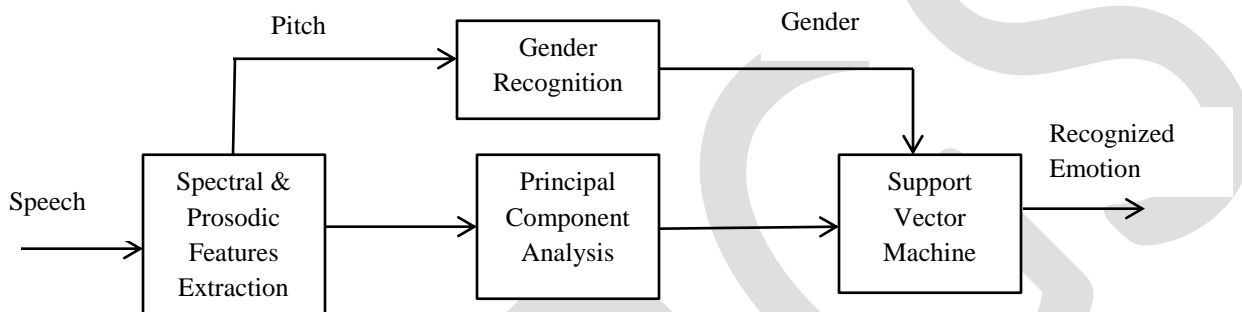 Pitch
Gender
Recognition
Gender
Speech
Spectral &
Prosodic
Features
Extraction
Principal
Component
Analysis
Support
Vector
Machine
Recognized
Emotion